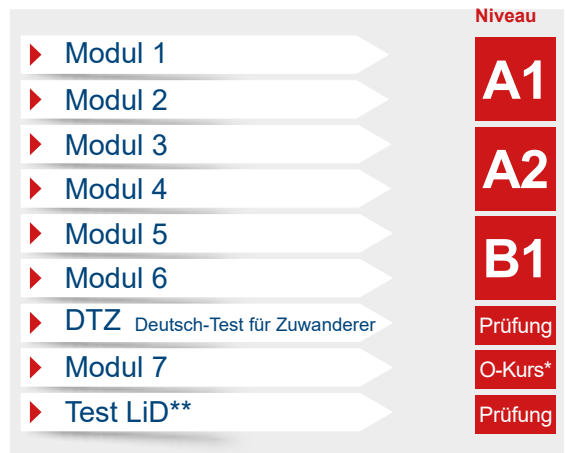 Niveau
Modul 1
Modul 2
A1
Modul 3
Modul 4
A2
Modul 5
Modul 6
B1
DTZ Deutsch-Test für Zuwanderer Prüfung
Modul 7 O-Kurs*
Test LiD** Prüfung